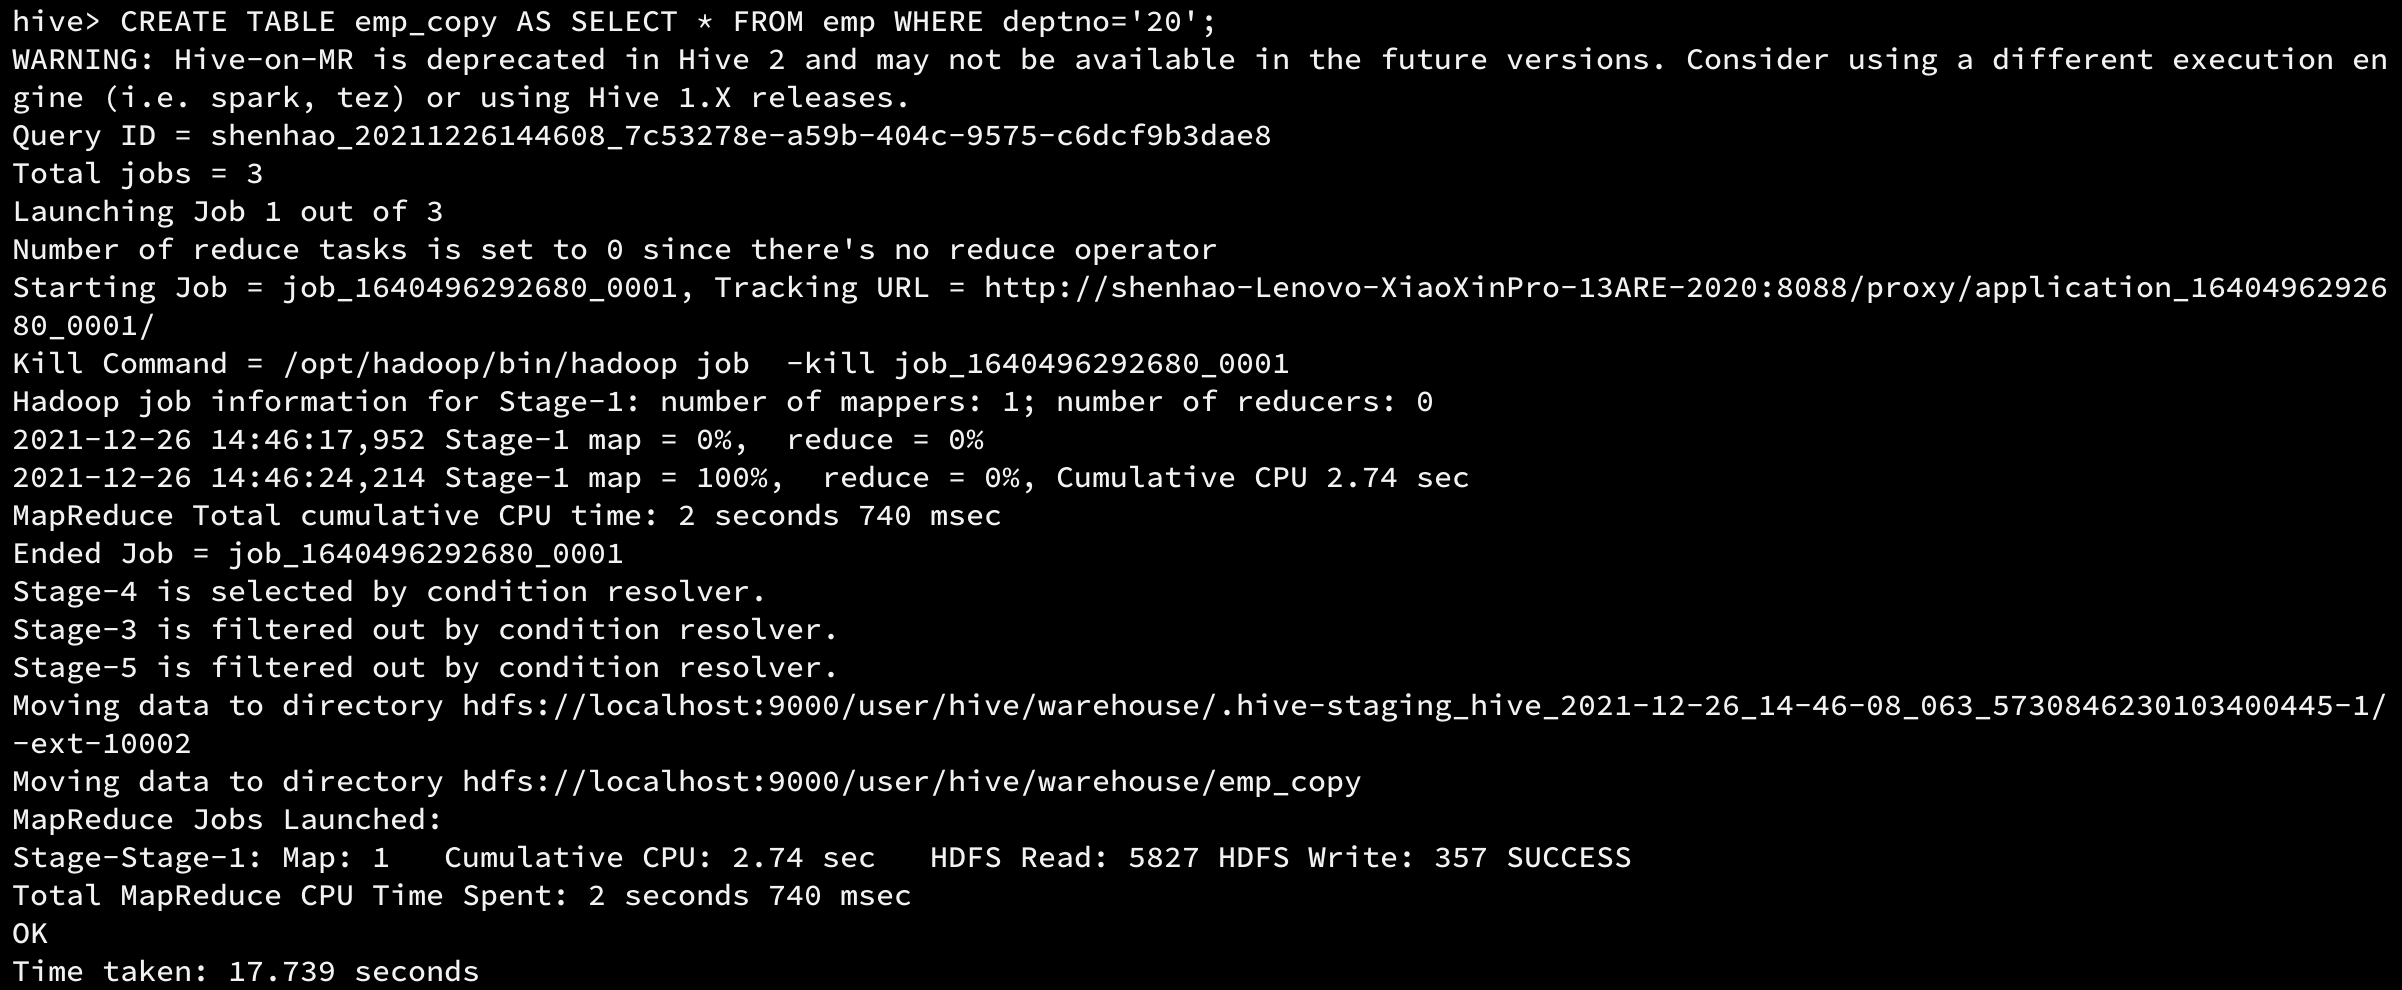 hive> CREATE TABLE emp_copy AS SELECT * FROM emp WHERE deptno='20';
WARNING: Hive-on-MR is deprecated in Hive 2 and may not be available in the future versions. Consider using a different execution en
gine (i.e. spark, tez) or using Hive 1.X releases.
Query ID = shenhao_20211226144608_7c53278e-a59b-404c-9575-c6dcf9b3dae8
Total jobs = 3
Launching Job 1 out of 3
Number of reduce tasks is set to 0 since there's no reduce operator
Starting Job = job_1640496292680_0001, Tracking URL = http://shenhao-Lenovo-XiaoXinPro-13ARE-2020:8088/proxy/application_16404962926
80_0001/
Kill Command = /opt/hadoop/bin/hadoop job  -kill job_1640496292680_0001
Hadoop job information for Stage-1: number of mappers: 1; number of reducers: 0
2021-12-26 14:46:17,952 Stage-1 map = 0%,  reduce = 0%
2021-12-26 14:46:24,214 Stage-1 map = 100%,  reduce = 0%, Cumulative CPU 2.74 sec
MapReduce Total cumulative CPU time: 2 seconds 740 msec
Ended Job = job_1640496292680_0001
Stage-4 is selected by condition resolver.
Stage-3 is filtered out by condition resolver.
Stage-5 is filtered out by condition resolver.
Moving data to directory hdfs://localhost:9000/user/hive/warehouse/.hive-staging_hive_2021-12-26_14-46-08_063_5730846230103400445-1/
-ext-10002
Moving data to directory hdfs://localhost:9000/user/hive/warehouse/emp_copy
MapReduce Jobs Launched:
Stage-Stage-1: Map: 1   Cumulative CPU: 2.74 sec   HDFS Read: 5827 HDFS Write: 357 SUCCESS
Total MapReduce CPU Time Spent: 2 seconds 740 msec
OK
Time taken: 17.739 seconds